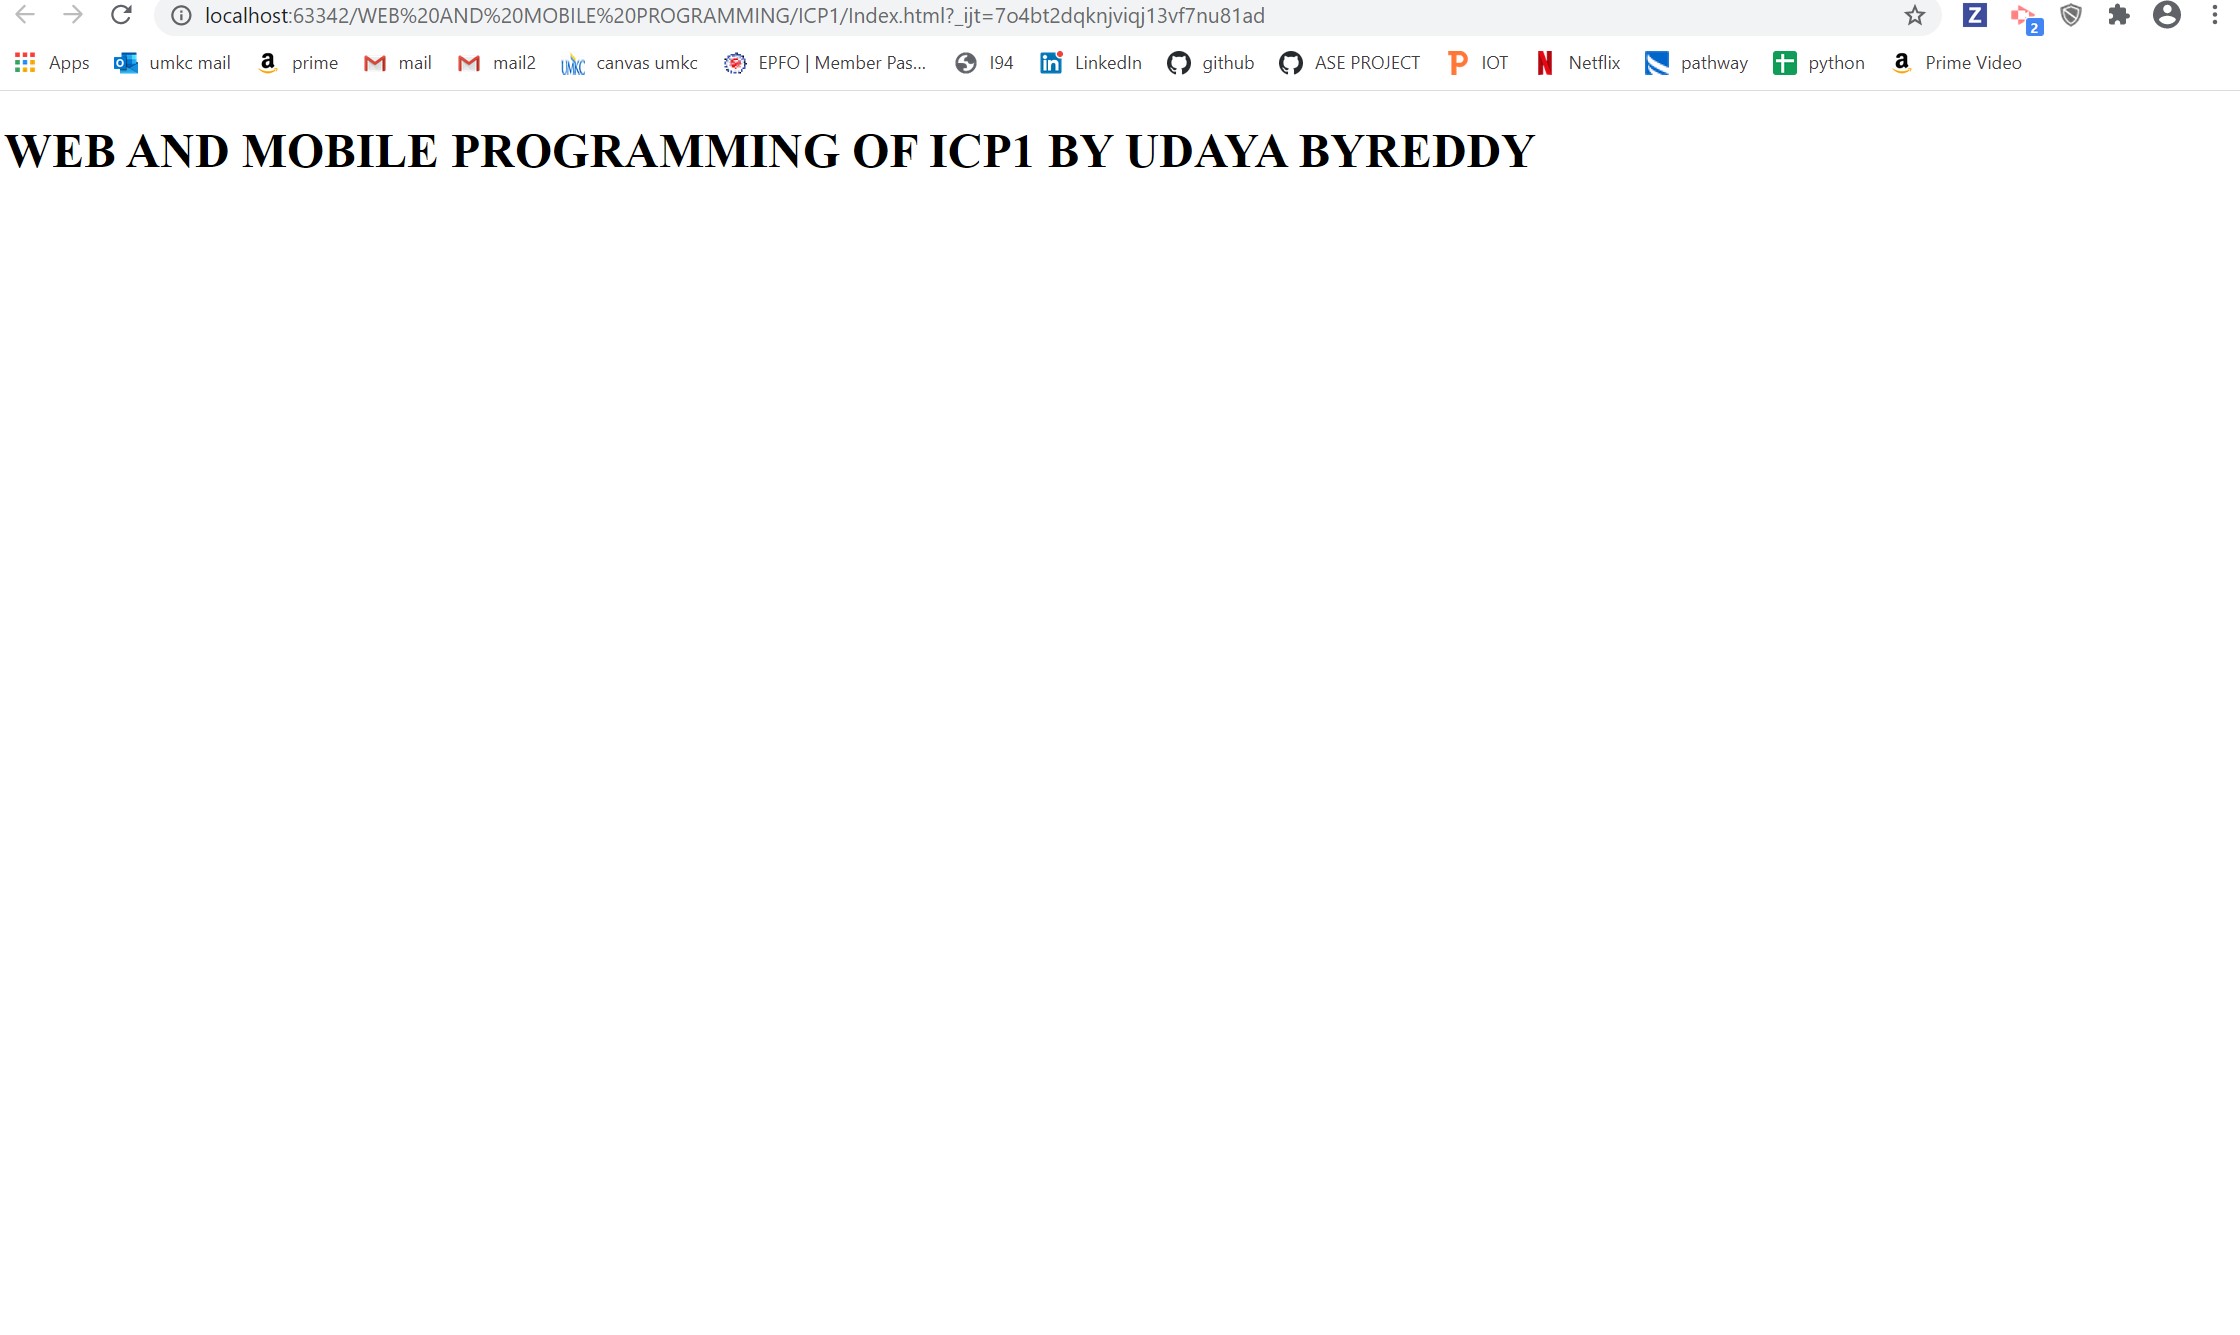 localhost:63342/WEB%20AND%20MOBILE%20PROGRAMMING/ICP1/Index.html?_ijt=7o4bt2dqknjviqj13vf7nu81ad Z 2
Apps umkc mail prime mail mail2 UMKC canvas umkc EPFO | Member Pas... I94 in LinkedIn github ASE PROJECT IOT Netflix pathway python Prime Video
WEB AND MOBILE PROGRAMMING OF ICP1 BY UDAYA BYREDDY